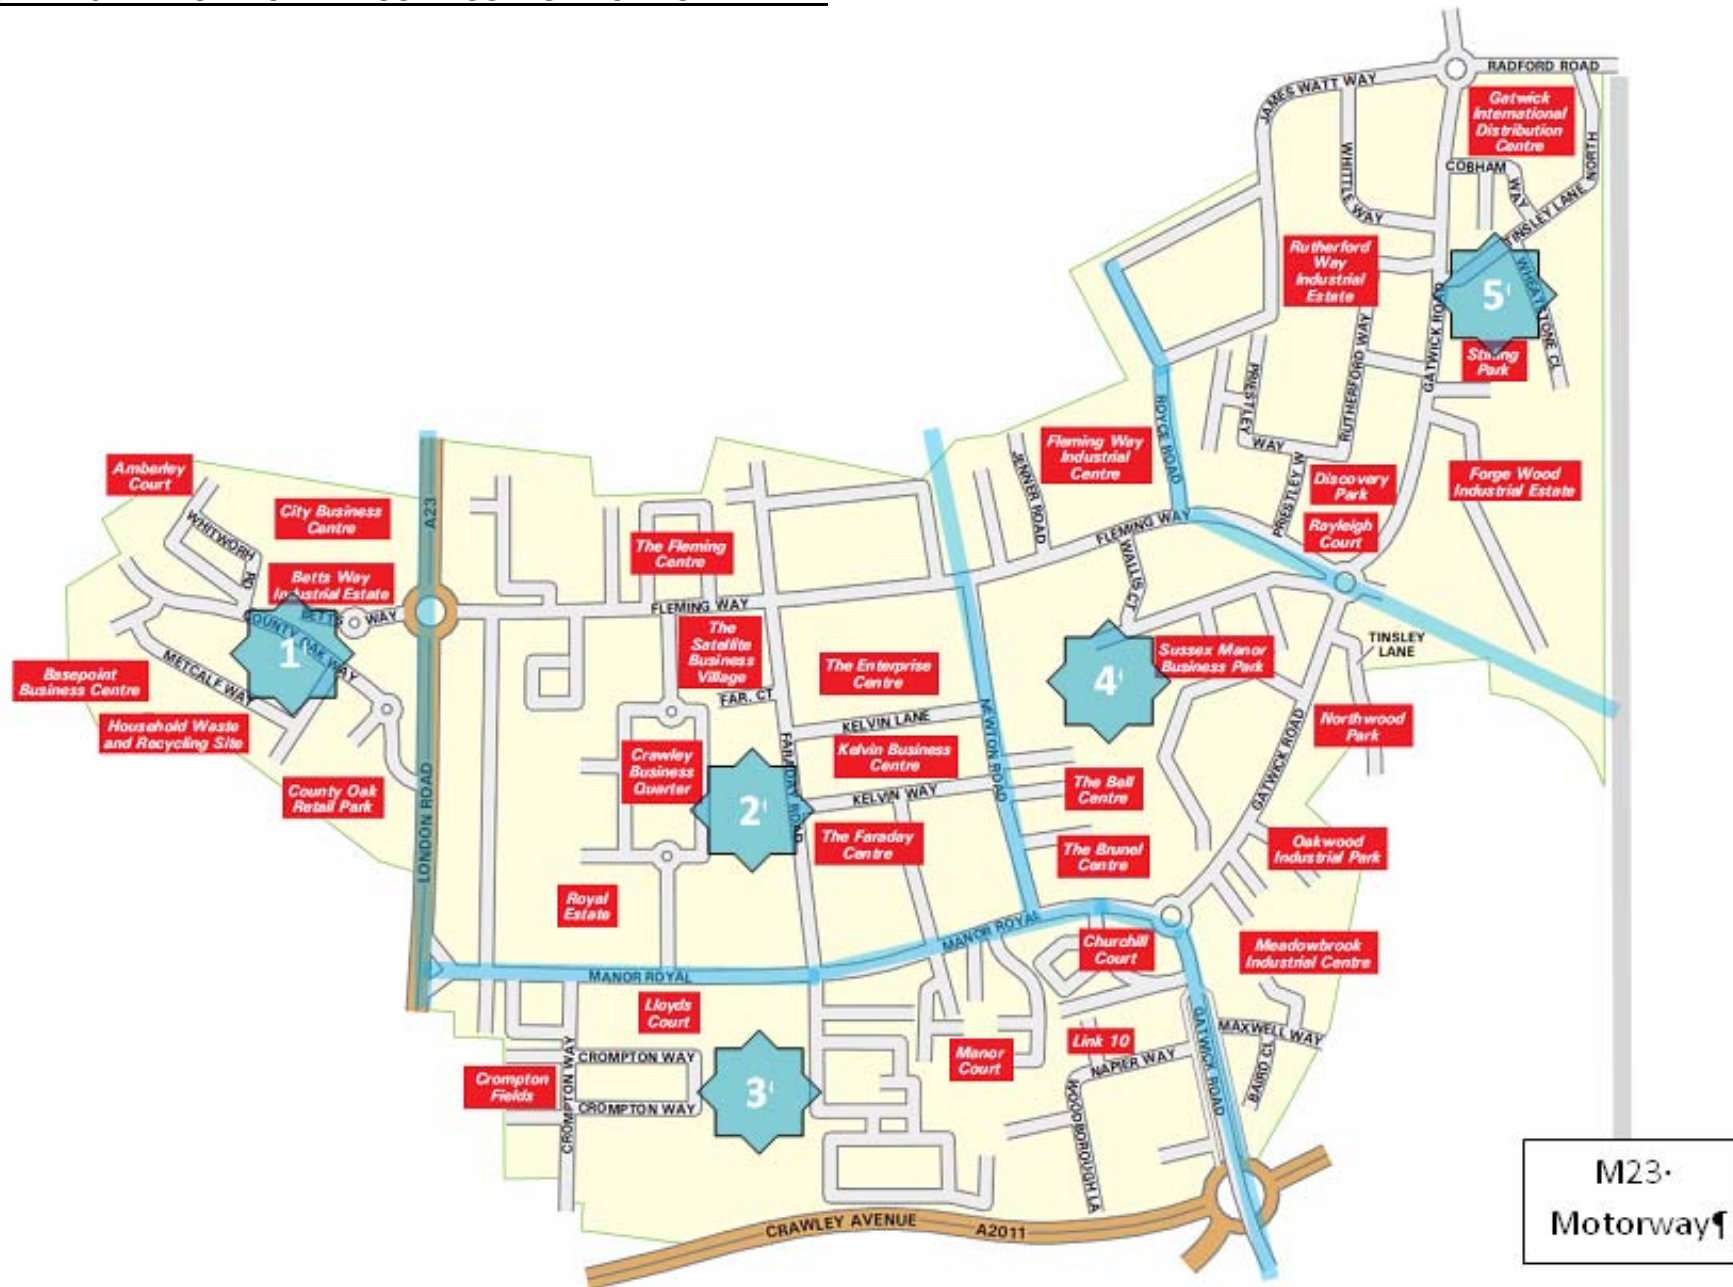 RADFORD ROAD
JAMES WATT WAY
Gatwick
International
Distribution
Centre
NORTH
COBHAM
WAY
WHITTLE
WAY
TINSLEY LANE
Rutherford
Way
Industrial
Estate
5
GATWICK ROAD
TONE CL
Park
RUTHERFORD WAY
PRIESTLEY
WAY
ROYCE ROAD
Fleming Way
Industrial
Centre
JENNER ROAD
PRIESTLEY W
Discovery
Park
Forge Wood
Industrial Estate
Rayleigh
Court
FLEMING WAY
WALLIS CT
Amberley
Court
A23
City Business
Centre
WHITWORH
RD
The Fleming
Centre
Betts Way
Industrial Estate
BETTS
WAY
FLEMING WAY
COUNTY OAK WAY
1
The
Satellite
Business
Village
TINSLEY
LANE
METCALF WAY
Basepoint
Business Centre
The Enterprise
Centre
Sussex Manor
Business Park
4
FAR. CT
KELVIN LANE
NEWTON ROAD
Household Waste
and Recycling Site
Northwood
Park
Crawley
Business
Quarter
FARADAY ROAD
Kelvin Business
Centre
GATWICK ROAD
LONDON ROAD
County Oak
Retail Park
2
KELVIN WAY
The Bell
Centre
The Faraday
Centre
The Brunel
Centre
Oakwood
Industrial Park
Royal
Estate
MANOR ROYAL
Churchill
Court
Meadowbrook
Industrial Centre
MANOR ROYAL
Lloyds
Court
GATWICK ROAD
MAXWELL WAY
Link 10
Manor
Court
NAPIER WAY
CROMPTON WAY
Crompton
Fields
3
BAIRD CL
CROMPTON WAY
CROMPTON WAY
WOODBOROUGH LA
M23·
Motorway¶
CRAWLEY AVENUE
A2011